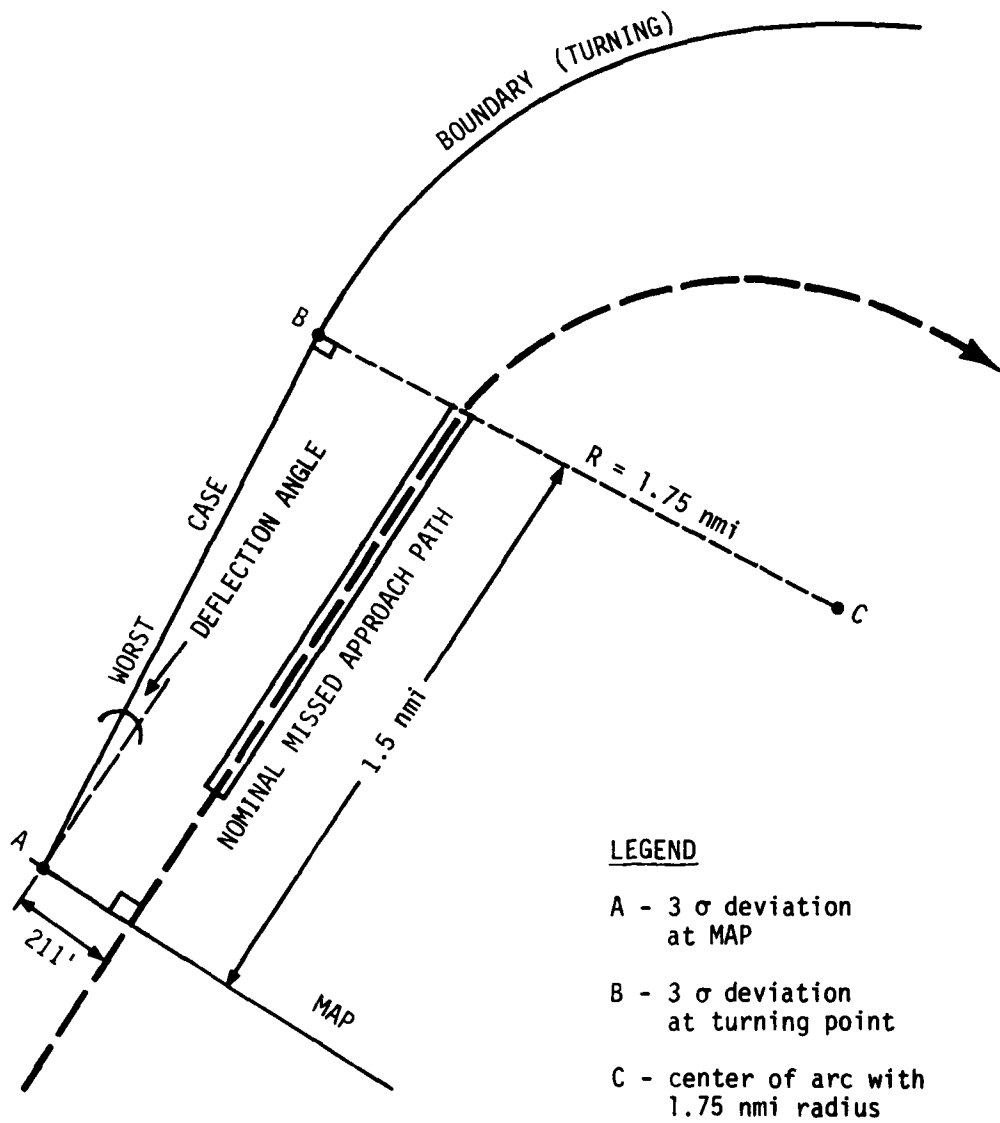 BOUNDARY (TURNING)
B
CASE
DEFLECTION ANGLE
R = 1.75 nmi
C
WORST
NOMINAL MISSED APPROACH PATH
1.5 nmi
A
211'
MAP
LEGEND
A - 3 σ deviation
at MAP
B - 3 σ deviation
at turning point
C - center of arc with
1.75 nmi radius